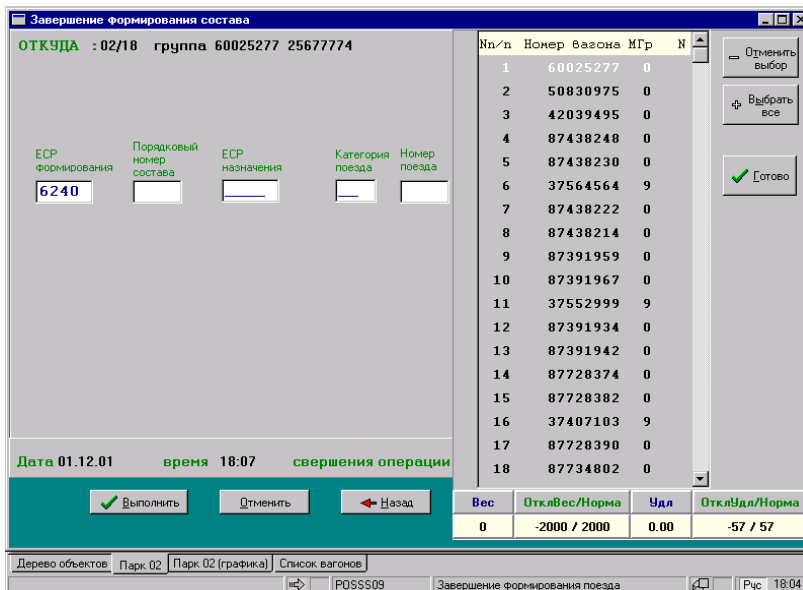 Завершение формирования состава
ОТКУДА : 02/18 группа 60025277 25677774
ЕСР формирования
Порядковый номер состава
ЕСР назначения
Категория поезда
Номер поезда
6240
Дата 01.12.01 время 18:07 свершения операции
Выполнить Отменить Назад
Nп/п Номер вагона МГр N
1 60025277 0
2 50830975 0
3 42039495 0
4 87438248 0
5 87438230 0
6 37564564 9
7 87438222 0
8 87438214 0
9 87391959 0
10 87391967 0
11 37552999 9
12 87391934 0
13 87391942 0
14 87728374 0
15 87728382 0
16 37407103 9
17 87728390 0
18 87734802 0
Отменить выбор
Выбрать все
Готово
Вес ОтклВес/Норма Удл ОтклУдл/Норма
0 -2000 / 2000 0.00 -57 / 57
Дерево объектов Парк 02 Парк 02 (графика) Список вагонов
POSSS09 Завершение формирования поезда Рус 18:04